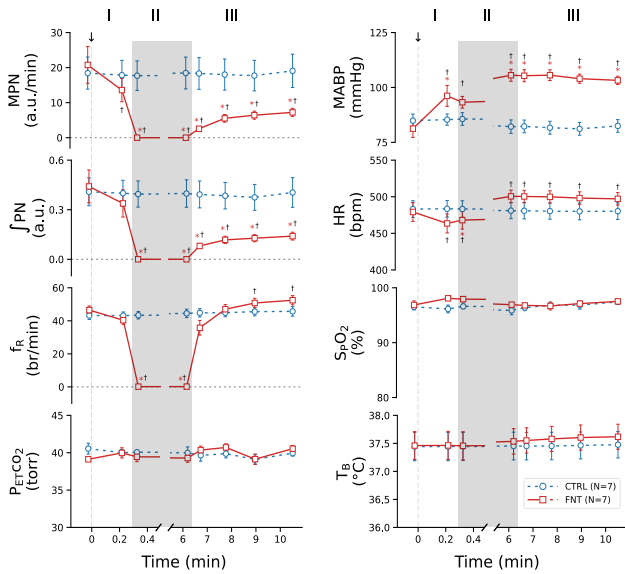 I II III I II III
↓ ↓
MPN
(a.u./min)
30
20
10
0
*† *† *† *† *† *† *†
†
∫PN
(a.u.)
0.6
0.3
0.0
*† *† *† *† *† *†
fR
(br/min)
60
40
20
0
*† *† † †
PETCO2
(torr)
45
40
35
30
0 0.2 0.4 6 7 8 9 10
Time (min)
MABP
(mmHg)
125
100
75
† † † † † † †
* * * * * *
HR
(bpm)
550
500
450
400
† † † † † † †
*
SPO2
(%)
100
90
80
TB
(°C)
38.0
37.5
37.0
36.5
36.0
CTRL (N=7)
FNT (N=7)
0 0.2 0.4 6 7 8 9 10
Time (min)